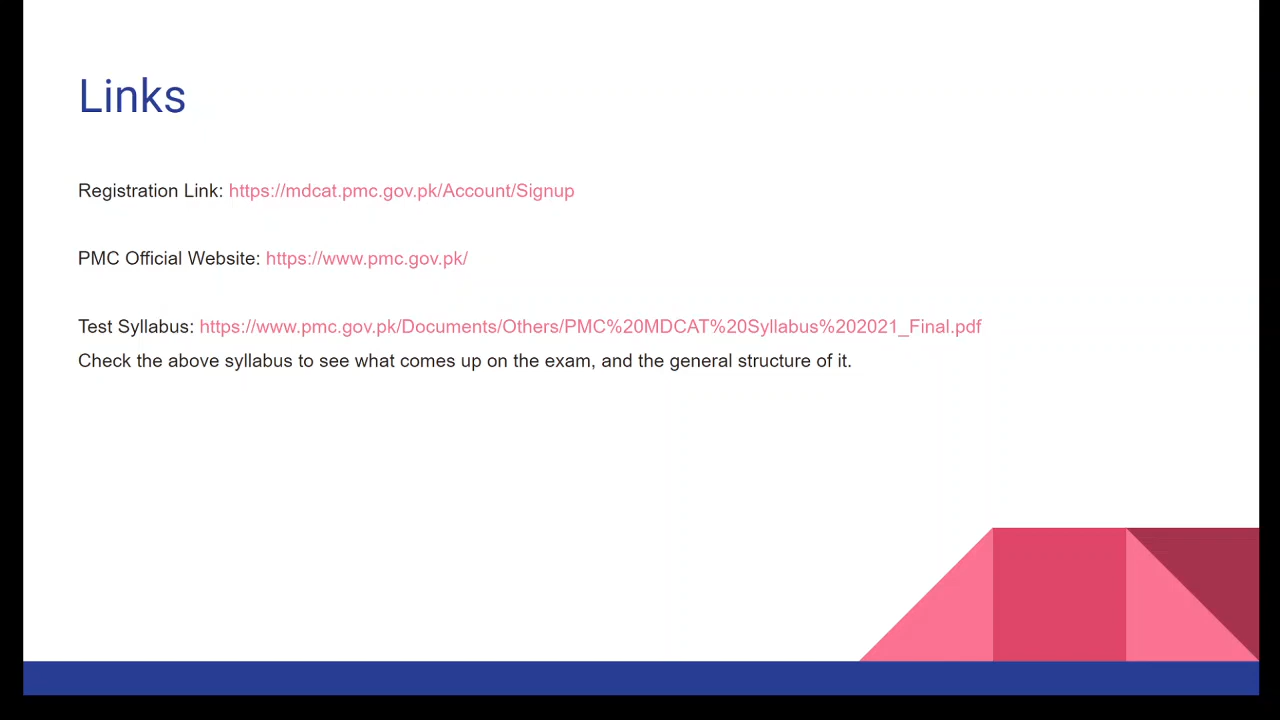 Links
Registration Link: https://mdcat.pmc.gov.pk/Account/Signup
PMC Official Website: https://www.pmc.gov.pk/
Test Syllabus: https://www.pmc.gov.pk/Documents/Others/PMC%20MDCAT%20Syllabus%202021_Final.pdf
Check the above syllabus to see what comes up on the exam, and the general structure of it.